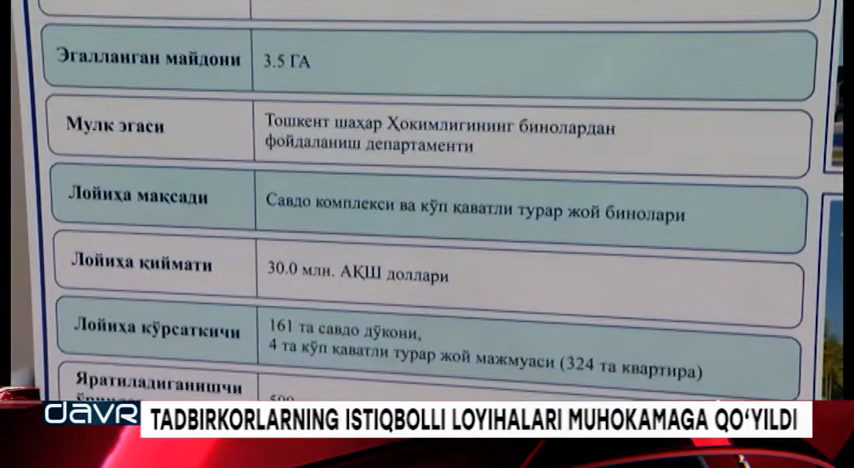 Эгалланган майдони
3.5 ГА
Мулк эгаси
Тошкент шаҳар Ҳокимлигининг бинолардан
фойдаланиш департаменти
Лойиҳа мақсади
Савдо комплекси ва кўп қаватли турар жой бинолари
Лойиҳа қиймати
30.0 млн. АҚШ доллари
Лойиҳа кўрсаткичи
161 та савдо дўкони,
4 та кўп қаватли турар жой мажмуаси (324 та квартира)
Яратиладиганишчи
davr
TADBIRKORLARNING ISTIQBOLLI LOYIHALARI MUHOKAMAGA QOʻYILDI